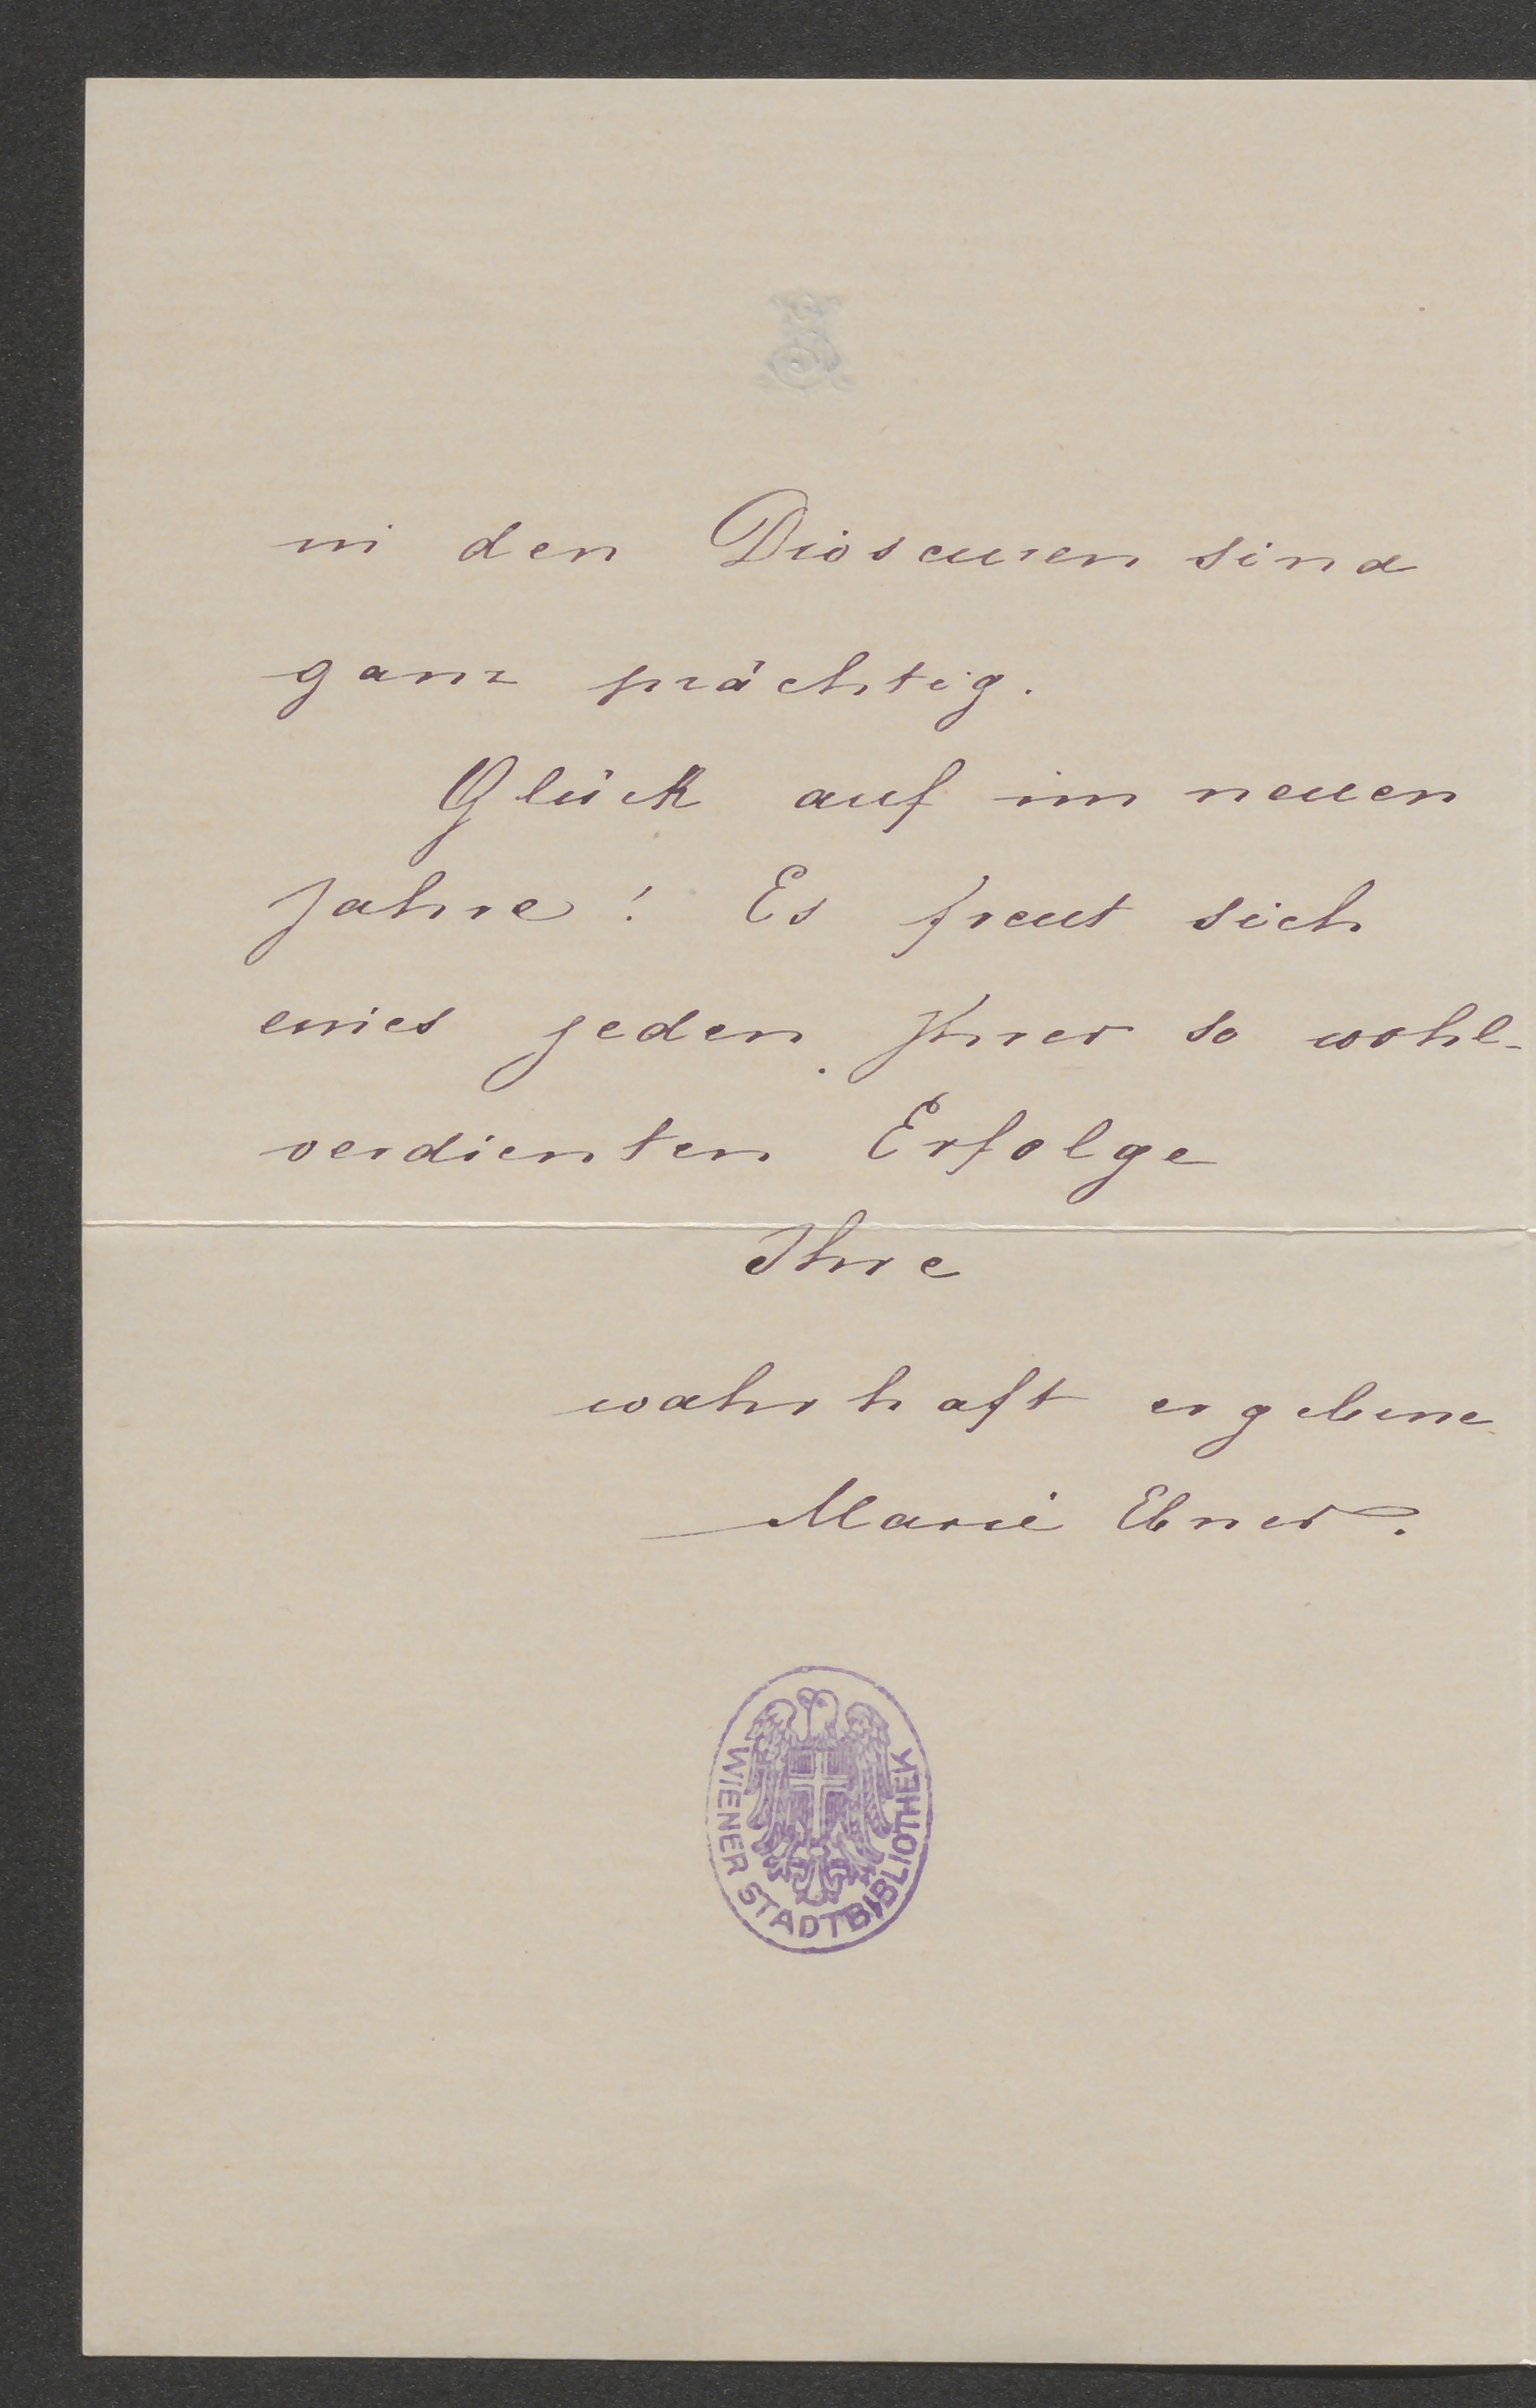 in den Dioscuren sind
ganz prächtig.
Glück auf im neuen
Jahre! Es freut sich
eines jeden Ihrer so wohl-
verdienten Erfolge
Ihre
wahrhaft ergebene
Marie Ebner.
WIENER STADTBIBLIOTHEK